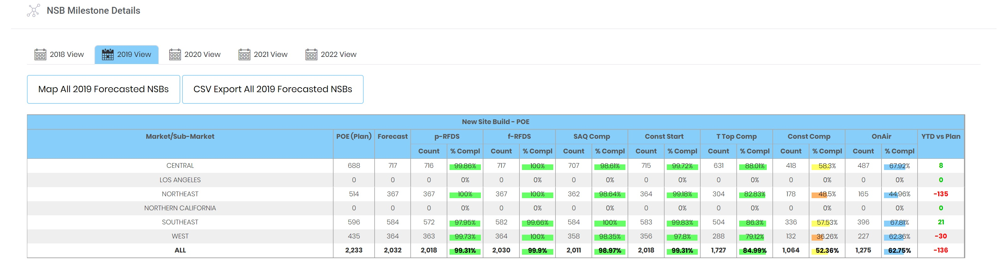 NSB Milestone Details
2018 View 2019 View 2020 View 2021 View 2022 View
Map All 2019 Forecasted NSBs CSV Export All 2019 Forecasted NSBs
New Site Build - POE
Market/Sub-Market POE (Plan) Forecast p-RFDS f-RFDS SAQ Comp Const Start T Top Comp Const Comp OnAir YTD vs Plan
Count % Compl Count % Compl Count % Compl Count % Compl Count % Compl Count % Compl Count % Compl
CENTRAL 688 717 716 99.86% 717 100% 707 98.61% 715 99.72% 631 88.01% 418 58.3% 487 67.92% 8
LOS ANGELES 0 0 0 0% 0 0% 0 0% 0 0% 0 0% 0 0% 0 0% 0
NORTHEAST 514 367 367 100% 367 100% 362 98.64% 364 99.18% 304 82.83% 178 48.5% 165 44.96% -135
NORTHERN CALIFORNIA 0 0 0 0% 0 0% 0 0% 0 0% 0 0% 0 0% 0 0% 0
SOUTHEAST 596 584 572 97.95% 582 99.66% 584 100% 583 99.83% 504 86.3% 336 57.53% 396 67.81% 21
WEST 435 364 363 99.73% 364 100% 358 98.35% 356 97.8% 288 79.12% 132 36.26% 227 62.36% -30
ALL 2,233 2,032 2,018 99.31% 2,030 99.9% 2,011 98.97% 2,018 99.31% 1,727 84.99% 1,064 52.36% 1,275 62.75% -136